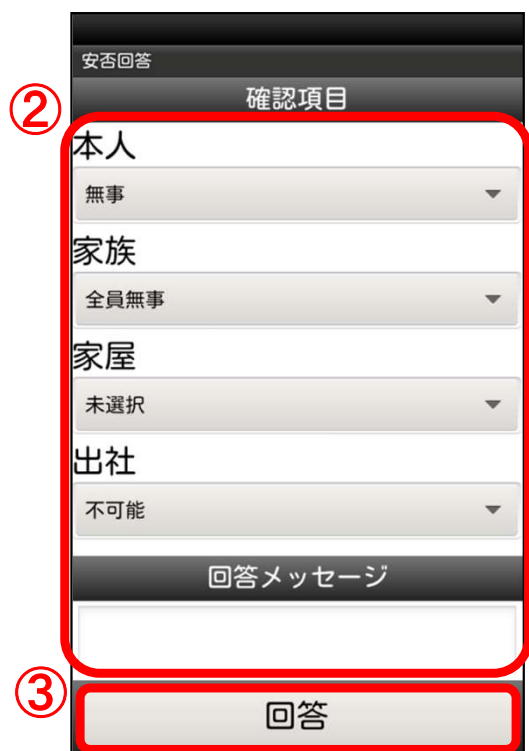 安否回答
確認項目
②
本人
無事
家族
全員無事
家屋
未選択
出社
不可能
回答メッセージ
③
回答